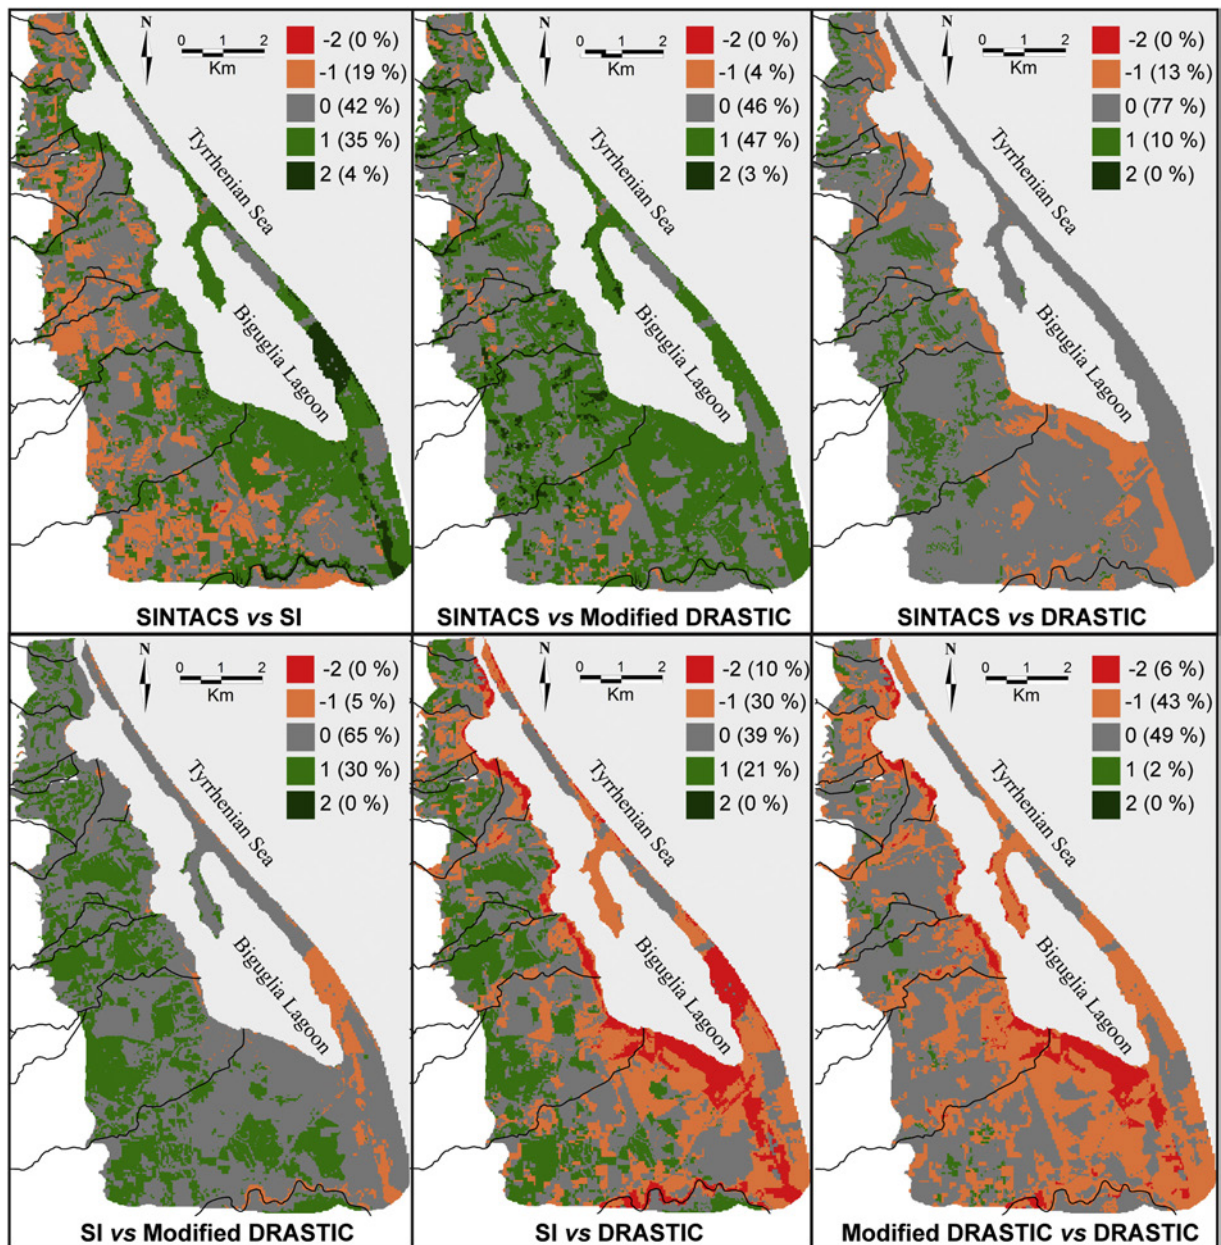 N
0 2
Km
-2 (0 %)
-1 (19 %)
0 (42 %)
1 (35 %)
2 (4 %)
Tyrrhenian Sea
Biguglia Lagoon
SINTACS vs SI
N
0 2
Km
-2 (0 %)
-1 (4 %)
0 (46 %)
1 (47 %)
2 (3 %)
Tyrrhenian Sea
Biguglia Lagoon
SINTACS vs Modified DRASTIC
N
0 2
Km
-2 (0 %)
-1 (13 %)
0 (77 %)
1 (10 %)
2 (0 %)
Tyrrhenian Sea
Biguglia Lagoon
SINTACS vs DRASTIC
N
0 2
Km
-2 (0 %)
-1 (5 %)
0 (65 %)
1 (30 %)
2 (0 %)
Tyrrhenian Sea
Biguglia Lagoon
SI vs Modified DRASTIC
N
0 2
Km
-2 (10 %)
-1 (30 %)
0 (39 %)
1 (21 %)
2 (0 %)
Tyrrhenian Sea
Biguglia Lagoon
SI vs DRASTIC
N
0 2
Km
-2 (6 %)
-1 (43 %)
0 (49 %)
1 (2 %)
2 (0 %)
Tyrrhenian Sea
Biguglia Lagoon
Modified DRASTIC vs DRASTIC